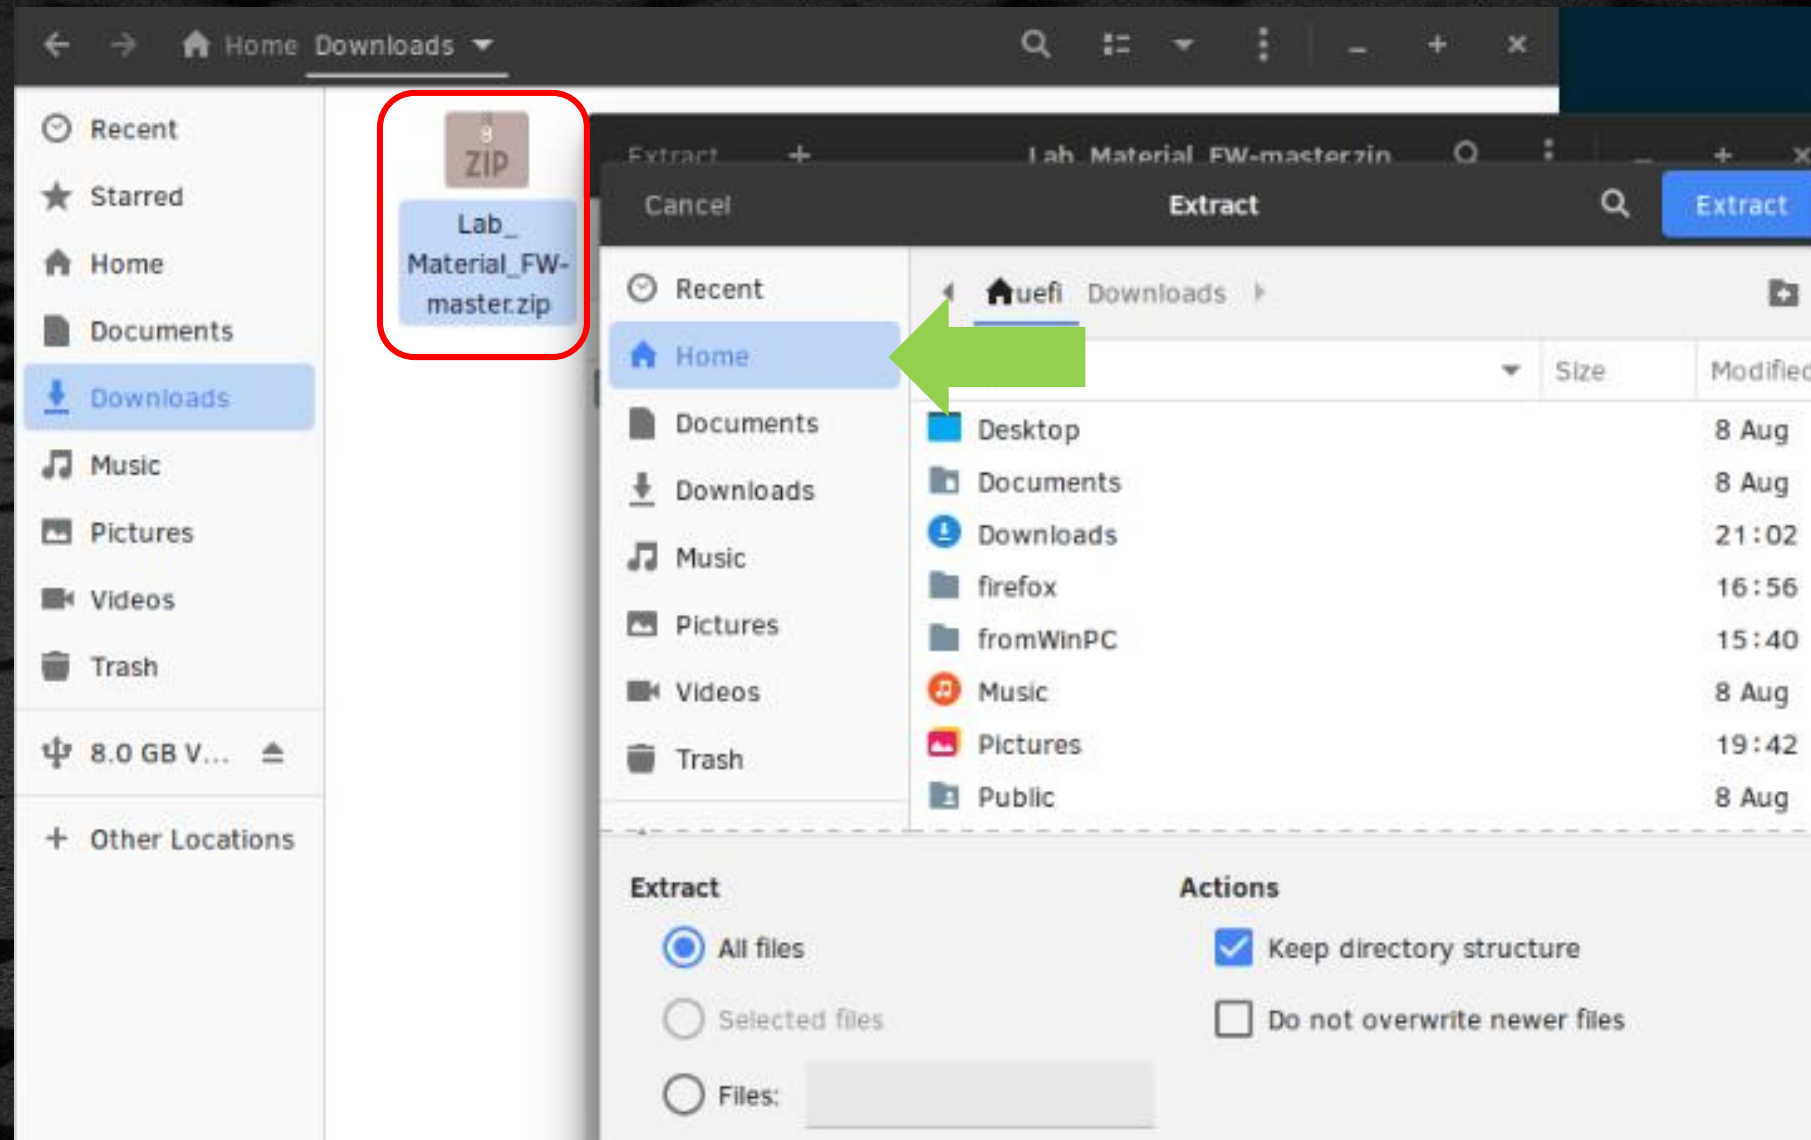 Home Downloads
Recent
Starred
Home
Documents
Downloads
Music
Pictures
Videos
Trash
8.0 GB V...
Other Locations
ZIP
Lab_
Material_FW-
master.zip
Extract + Lab_Material_FW-master.zip
Cancel Extract Extract
Recent
Home
Documents
Downloads
Music
Pictures
Videos
Trash
uefi Downloads
Size Modified
Desktop 8 Aug
Documents 8 Aug
Downloads 21:02
firefox 16:56
fromWinPC 15:40
Music 8 Aug
Pictures 19:42
Public 8 Aug
Extract
All files
Selected files
Files:
Actions
Keep directory structure
Do not overwrite newer files